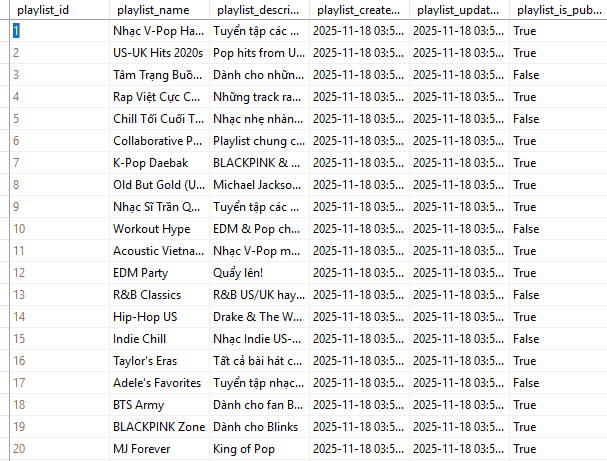 playlist_id playlist_name playlist_descri... playlist_create... playlist_updat... playlist_is_pub...
1 Nhạc V-Pop Ha... Tuyển tập các ... 2025-11-18 03:5... 2025-11-18 03:5... True
2 US-UK Hits 2020s Pop hits from U... 2025-11-18 03:5... 2025-11-18 03:5... True
3 Tâm Trạng Buồ... Dành cho nhữn... 2025-11-18 03:5... 2025-11-18 03:5... False
4 Rap Việt Cực C... Những track ra... 2025-11-18 03:5... 2025-11-18 03:5... True
5 Chill Tối Cuối T... Nhạc nhẹ nhàn... 2025-11-18 03:5... 2025-11-18 03:5... False
6 Collaborative P... Playlist chung c... 2025-11-18 03:5... 2025-11-18 03:5... True
7 K-Pop Daebak BLACKPINK & ... 2025-11-18 03:5... 2025-11-18 03:5... True
8 Old But Gold (U... Michael Jackso... 2025-11-18 03:5... 2025-11-18 03:5... True
9 Nhạc Sĩ Trần Q... Tuyển tập các ... 2025-11-18 03:5... 2025-11-18 03:5... True
10 Workout Hype EDM & Pop ch... 2025-11-18 03:5... 2025-11-18 03:5... False
11 Acoustic Vietna... Nhạc V-Pop m... 2025-11-18 03:5... 2025-11-18 03:5... True
12 EDM Party Quẩy lên! 2025-11-18 03:5... 2025-11-18 03:5... True
13 R&B Classics R&B US/UK hay... 2025-11-18 03:5... 2025-11-18 03:5... False
14 Hip-Hop US Drake & The W... 2025-11-18 03:5... 2025-11-18 03:5... True
15 Indie Chill Nhạc Indie US-... 2025-11-18 03:5... 2025-11-18 03:5... False
16 Taylor's Eras Tất cả bài hát c... 2025-11-18 03:5... 2025-11-18 03:5... True
17 Adele's Favorites Tuyển tập nhạc... 2025-11-18 03:5... 2025-11-18 03:5... False
18 BTS Army Dành cho fan B... 2025-11-18 03:5... 2025-11-18 03:5... True
19 BLACKPINK Zone Dành cho Blinks 2025-11-18 03:5... 2025-11-18 03:5... True
20 MJ Forever King of Pop 2025-11-18 03:5... 2025-11-18 03:5... True